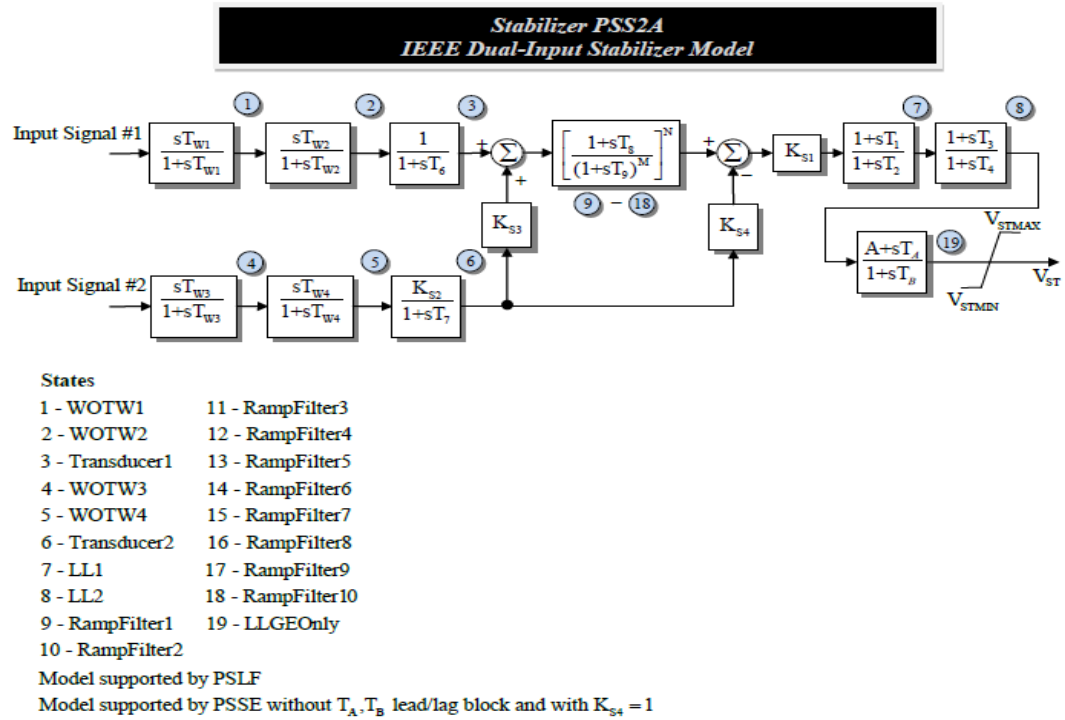 Stabilizer PSS2A
IEEE Dual-Input Stabilizer Model
1 2 3 7 8
Input Signal #1
sT_W1 / 1+sT_W1
sT_W2 / 1+sT_W2
1 / 1+sT_6
+ Σ +
[ 1+sT_8 / (1+sT_9)^M ]^N
9 – 18
+ Σ −
K_S1
1+sT_1 / 1+sT_2
1+sT_3 / 1+sT_4
K_S3
K_S4
4 5 6
Input Signal #2
sT_W3 / 1+sT_W3
sT_W4 / 1+sT_W4
K_S2 / 1+sT_7
A+sT_A / 1+sT_B
19
V_STMAX
V_STMIN
V_ST
States
1 - WOTW1 11 - RampFilter3
2 - WOTW2 12 - RampFilter4
3 - Transducer1 13 - RampFilter5
4 - WOTW3 14 - RampFilter6
5 - WOTW4 15 - RampFilter7
6 - Transducer2 16 - RampFilter8
7 - LL1 17 - RampFilter9
8 - LL2 18 - RampFilter10
9 - RampFilter1 19 - LLGEOnly
10 - RampFilter2
Model supported by PSLF
Model supported by PSSE without T_A,T_B lead/lag block and with K_S4 = 1